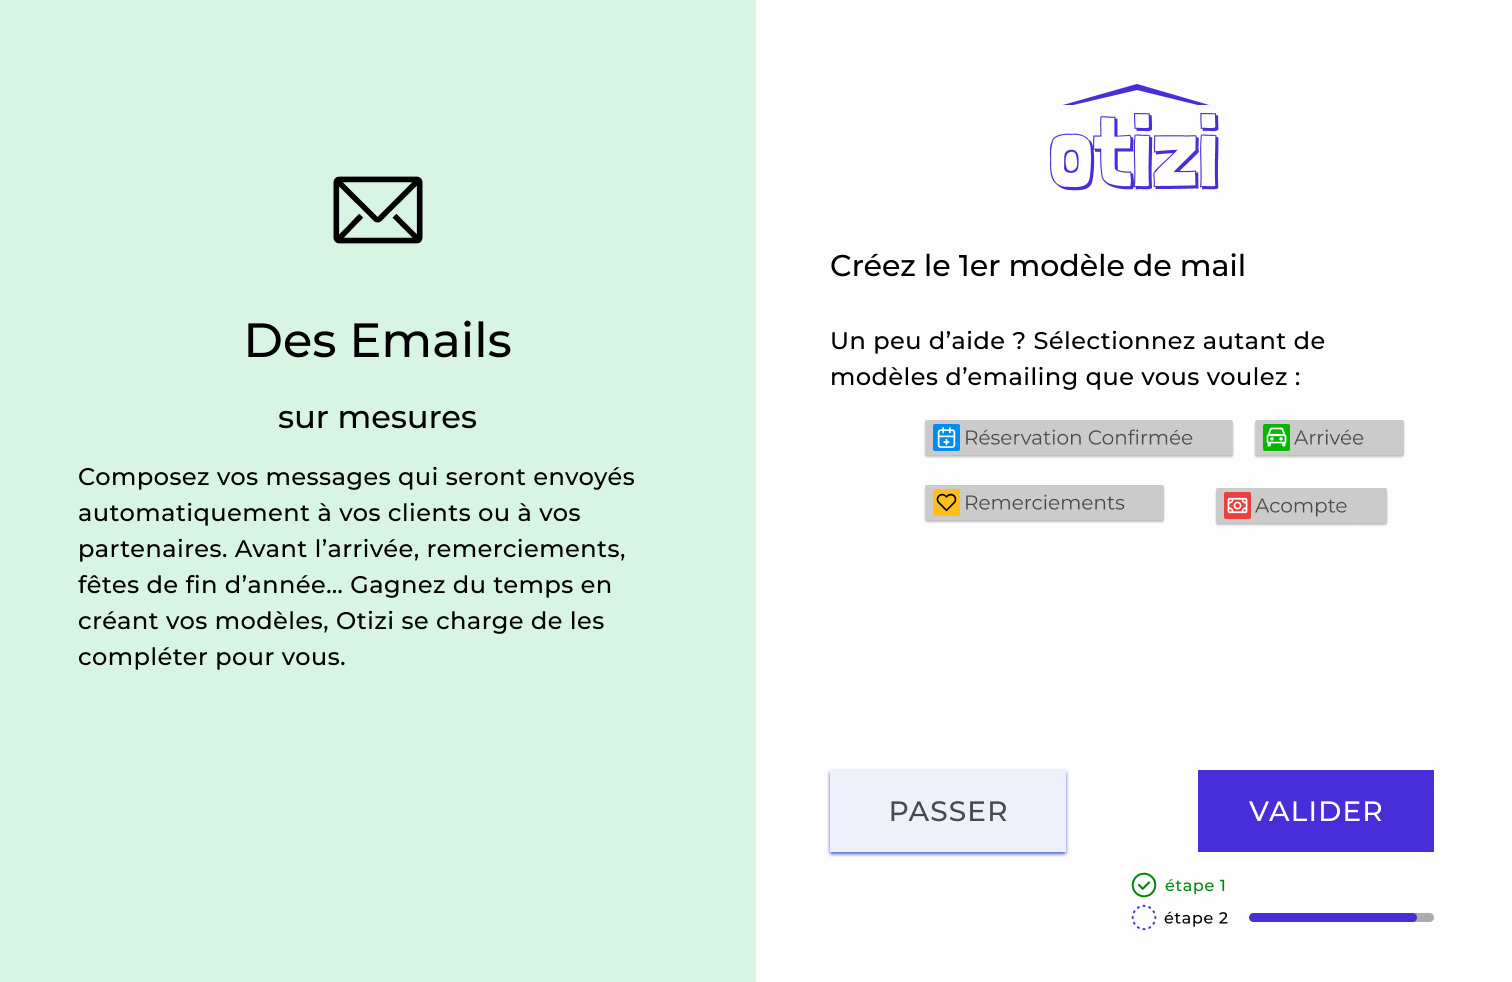 Des Emails
sur mesures
Composez vos messages qui seront envoyés
automatiquement à vos clients ou à vos
partenaires. Avant l’arrivée, remerciements,
fêtes de fin d’année... Gagnez du temps en
créant vos modèles, Otizi se charge de les
compléter pour vous.
otizi
Créez le 1er modèle de mail
Un peu d’aide ? Sélectionnez autant de
modèles d’emailing que vous voulez :
Réservation Confirmée
Arrivée
Remerciements
Acompte
PASSER
VALIDER
étape 1
étape 2